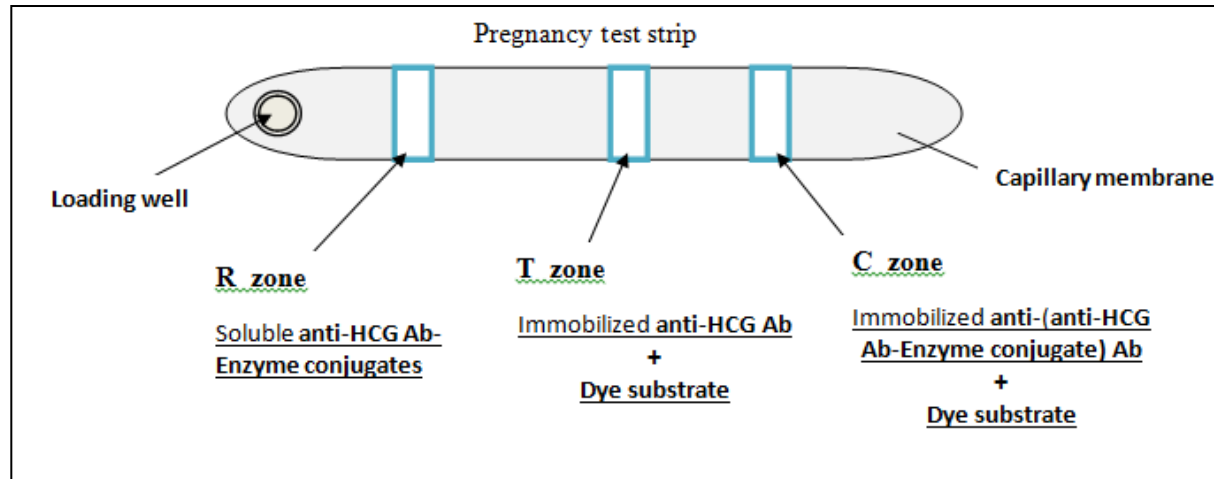 Pregnancy test strip
Loading well
Capillary membrane
R zone
Soluble anti-HCG Ab-
Enzyme conjugates
T zone
Immobilized anti-HCG Ab
+
Dye substrate
C zone
Immobilized anti-(anti-HCG
Ab-Enzyme conjugate) Ab
+
Dye substrate